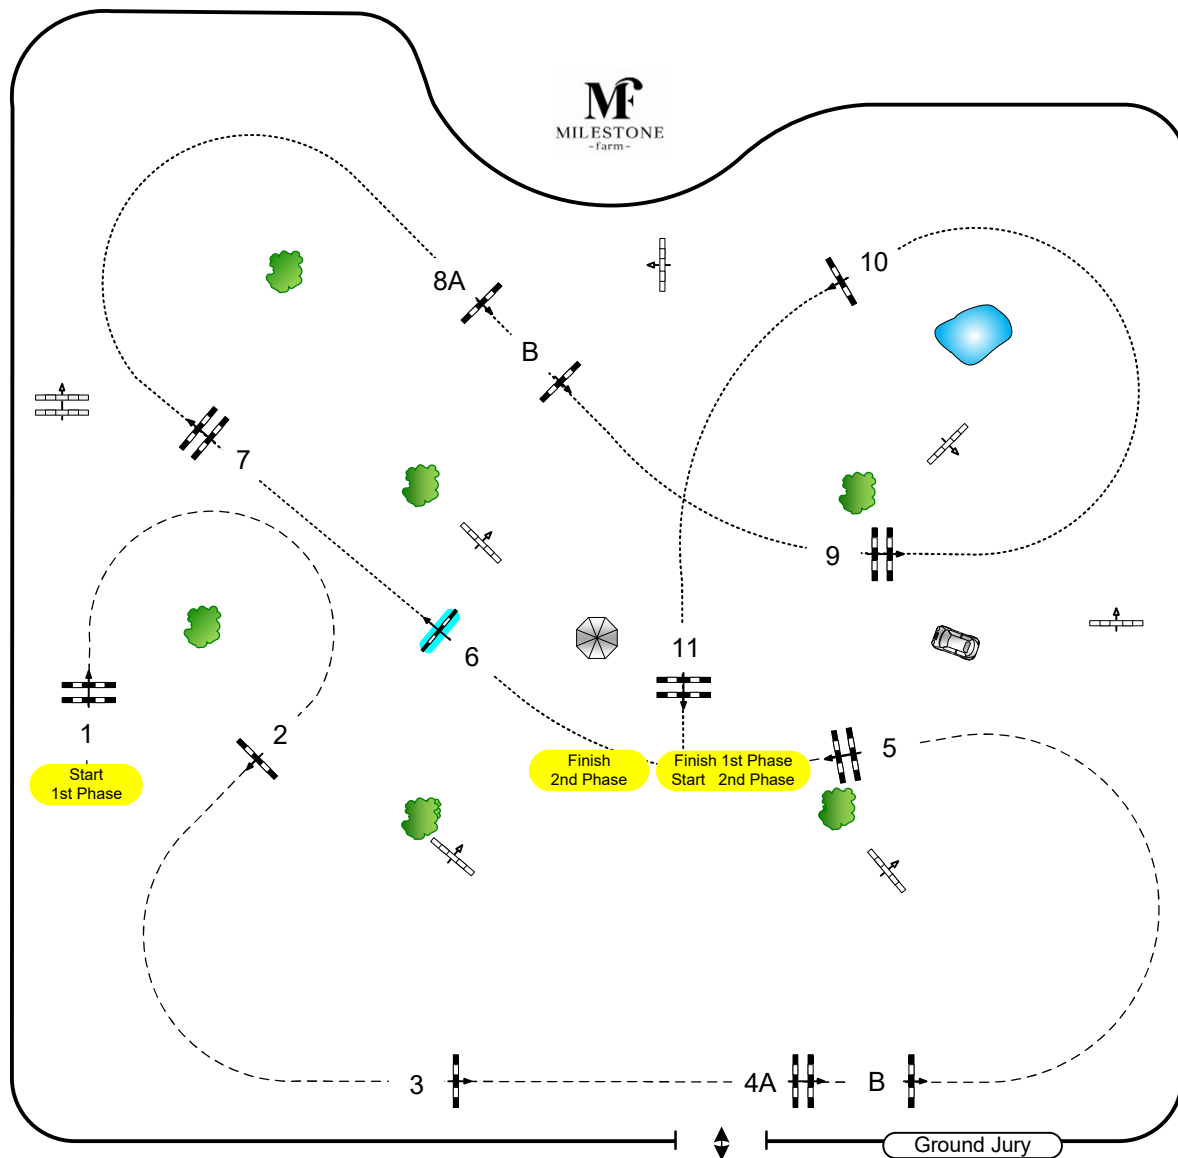 MF
MILESTONE
-farm-
10
8A
B
7
9
6
11
1
2
5
Start
1st Phase
Finish
2nd Phase
Finish 1st Phase
Start 2nd Phase
3
4A
B
Ground Jury